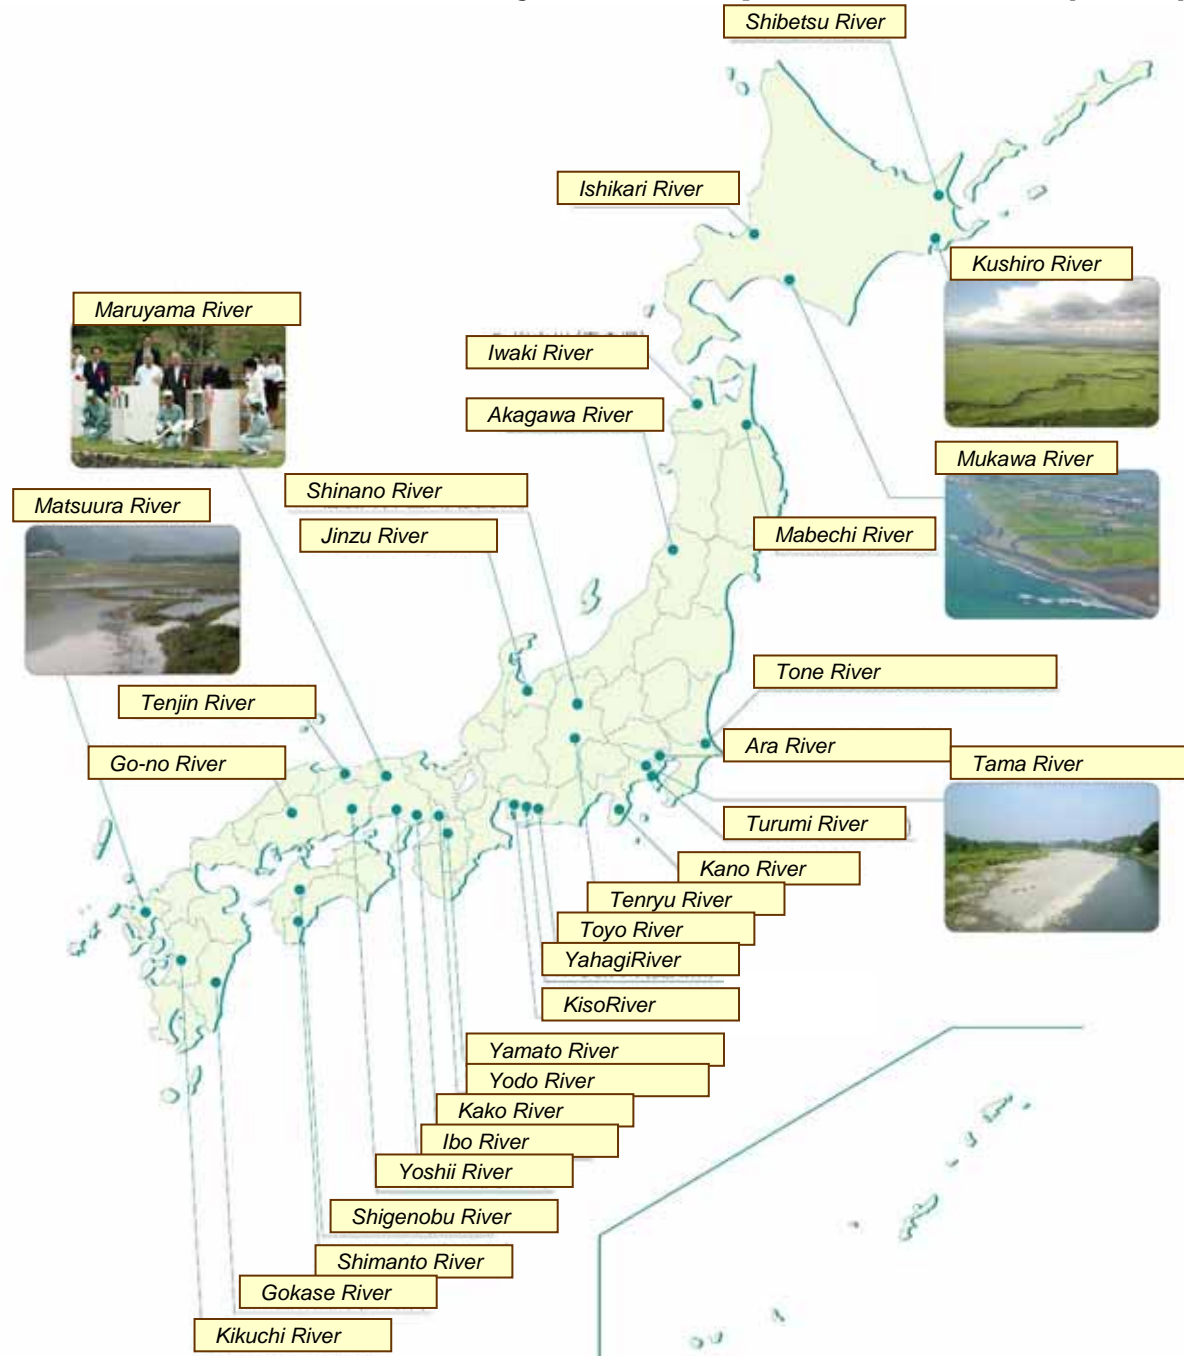 Shibetsu River
Ishikari River
Kushiro River
Maruyama River
Iwaki River
Akagawa River
Mukawa River
Shinano River
Matsuura River
Jinzu River
Mabechi River
Tone River
Tenjin River
Ara River
Go-no River
Tama River
Turumi River
Kano River
Tenryu River
Toyo River
YahagiRiver
KisoRiver
Yamato River
Yodo River
Kako River
Ibo River
Yoshii River
Shigenobu River
Shimanto River
Gokase River
Kikuchi River